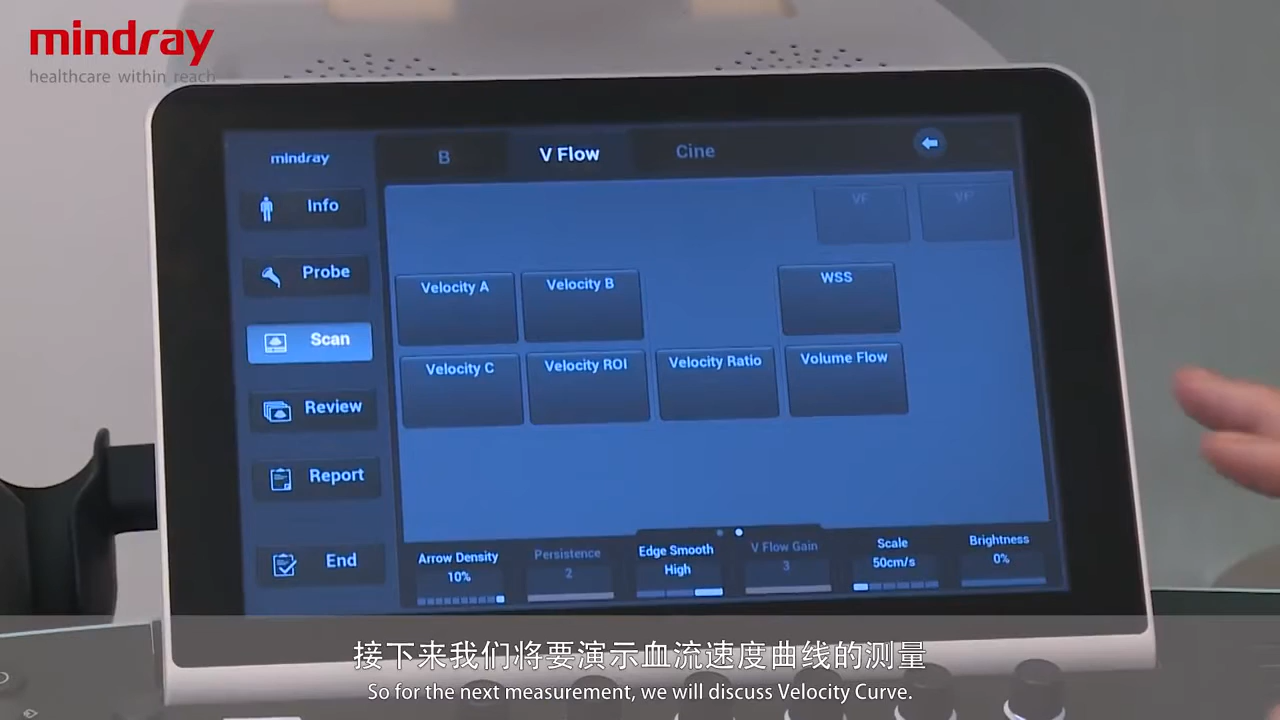 mindray
healthcare within reach
mindray
B
V Flow
Cine
Info
Probe
Scan
Review
Report
End
VF
Velocity A
Velocity B
WSS
Velocity C
Velocity ROI
Velocity Ratio
Volume Flow
Arrow Density
10%
Persistence
2
Edge Smooth
High
V Flow Gain
3
Scale
50cm/s
Brightness
0%
接下来我们将要演示血流速度曲线的测量
So for the next measurement, we will discuss Velocity Curve.